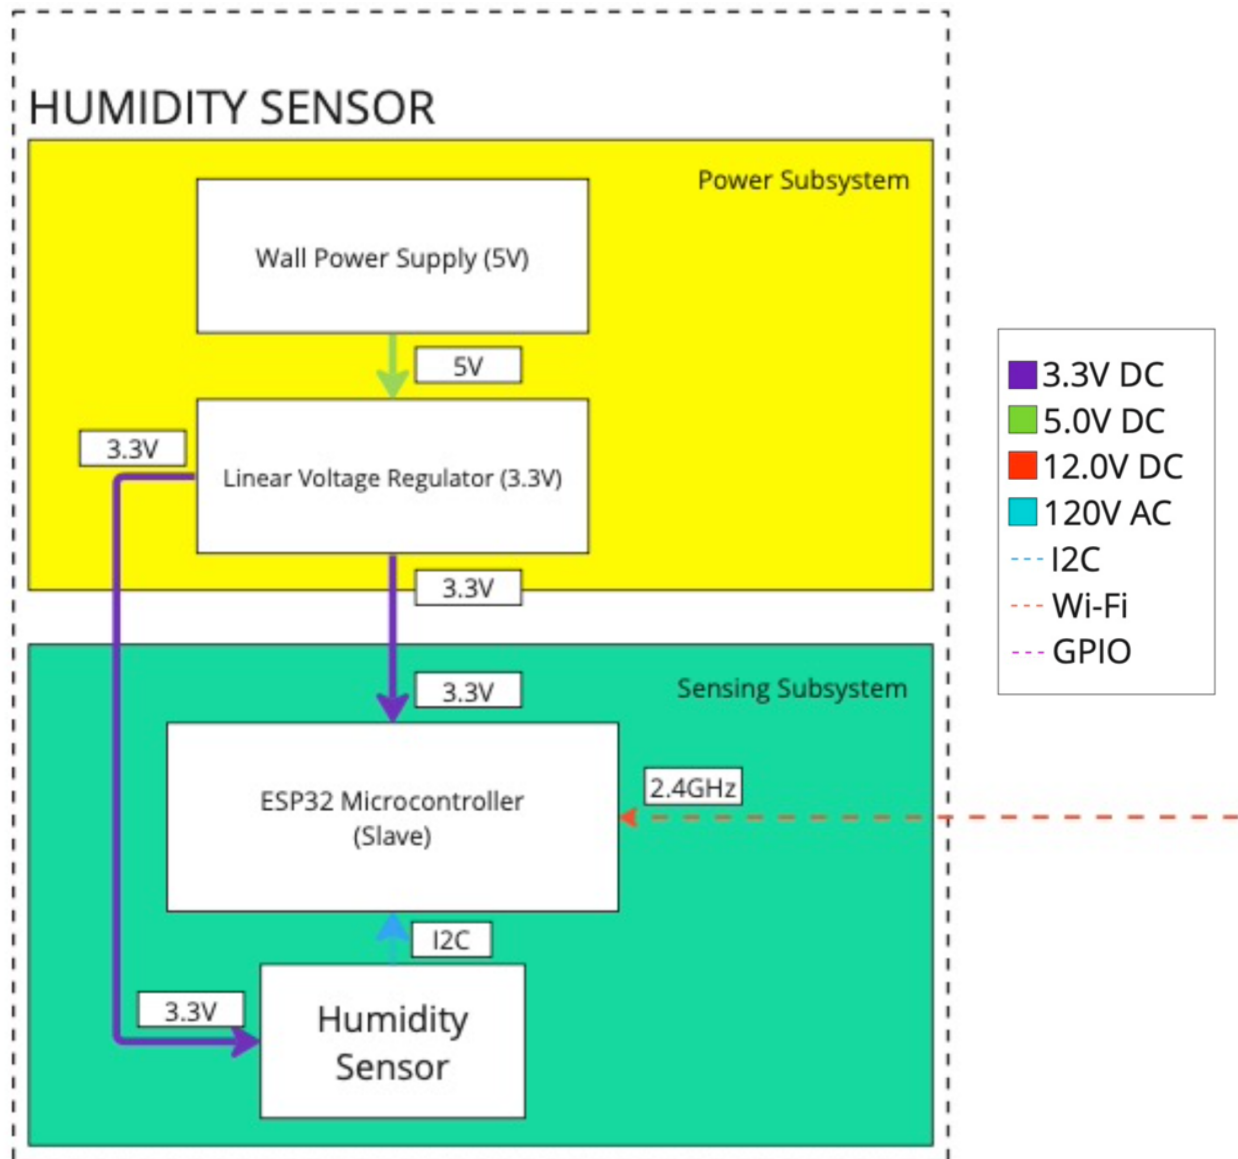 HUMIDITY SENSOR
Power Subsystem
Wall Power Supply (5V)
5V
3.3V
Linear Voltage Regulator (3.3V)
3.3V
Sensing Subsystem
3.3V
ESP32 Microcontroller
(Slave)
2.4GHz
I2C
3.3V
Humidity
Sensor
3.3V DC
5.0V DC
12.0V DC
120V AC
I2C
Wi-Fi
GPIO